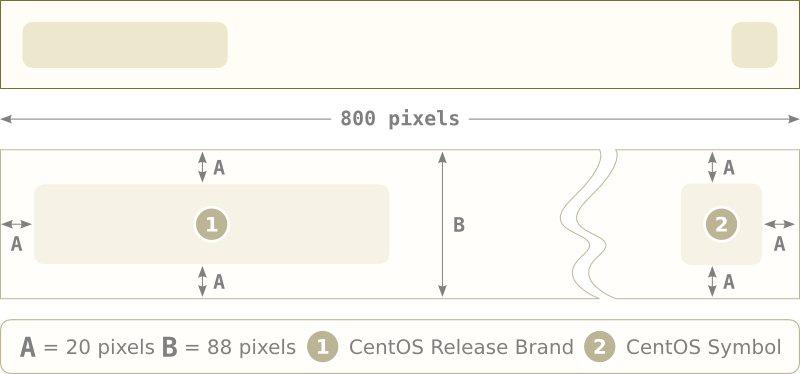 800 pixels
A
A
1
B
2
A
A
A
A
A = 20 pixels B = 88 pixels 1 CentOS Release Brand 2 CentOS Symbol